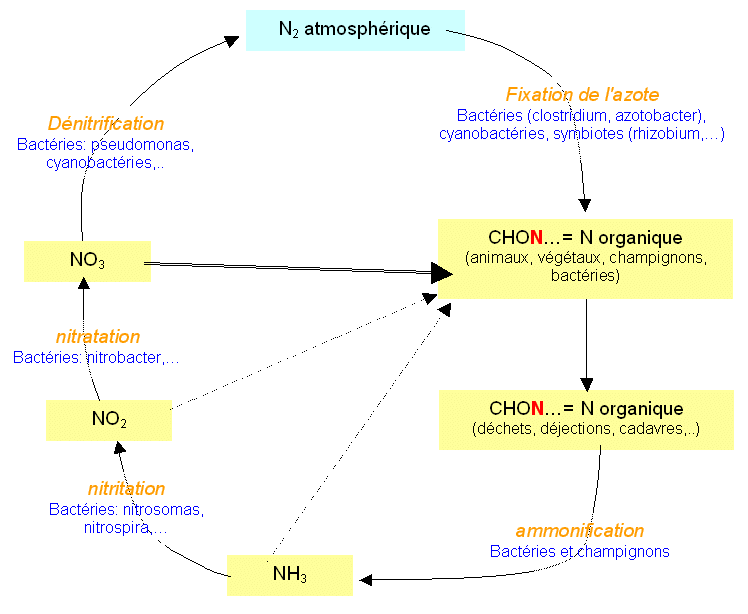 N₂ atmosphérique
Fixation de l'azote
Bactéries (clostridium, azotobacter),
cyanobactéries, symbiotes (rhizobium,...)
Dénitrification
Bactéries: pseudomonas,
cyanobactéries,..
CHON...= N organique
(animaux, végétaux, champignons,
bactéries)
NO₃
nitratation
Bactéries: nitrobacter,...
NO₂
CHON...= N organique
(déchets, déjections, cadavres,..)
nitritation
Bactéries: nitrosomas,
nitrospira,...
ammonification
Bactéries et champignons
NH₃